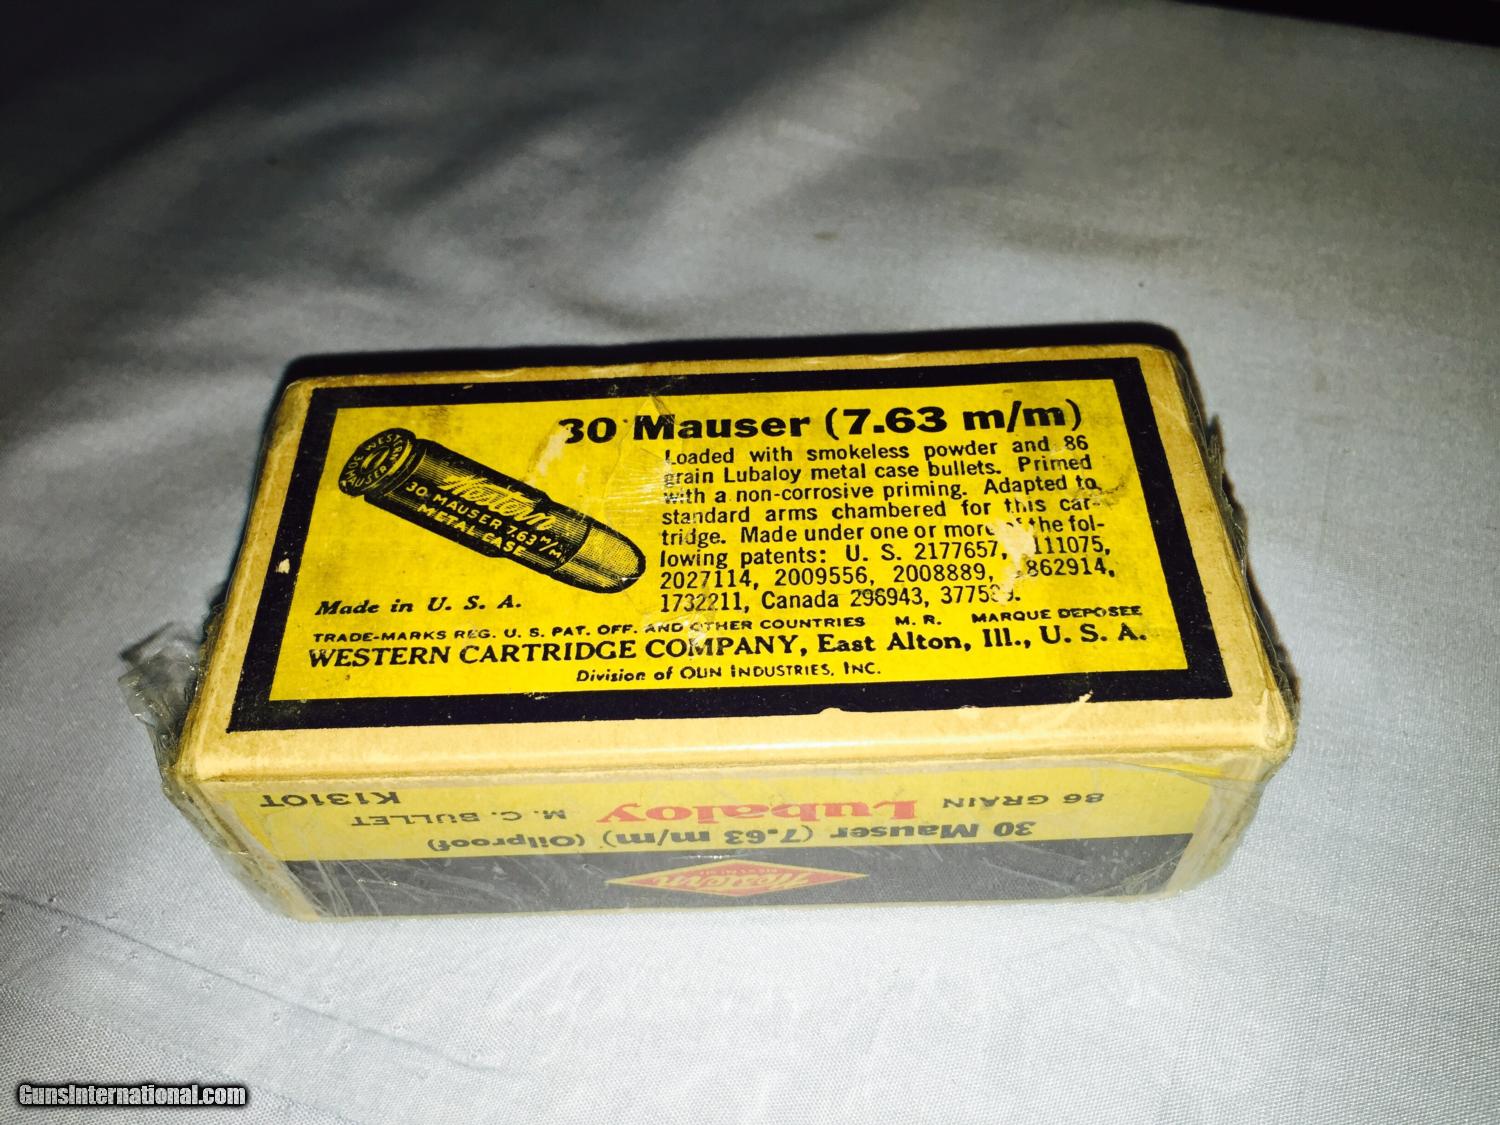 30 Mauser (7.63 m/m)
Loaded with smokeless powder and 86
grain Lubaloy metal case bullets. Primed
with a non-corrosive priming. Adapted to
standard arms chambered for this car-
tridge. Made under one or more of the fol-
lowing patents: U. S. 2177657, 111075,
2027114, 2009556, 2008889, 862914,
1732211, Canada 296943,
Western
30 MAUSER 7.63 M/M
METAL CASE
Made in U. S. A.
TRADE-MARKS REG. U. S. PAT. OFF. AND OTHER COUNTRIES M. R. MARQUE DEPOSEE
WESTERN CARTRIDGE COMPANY, East Alton, Ill., U. S. A.
Division of OLIN INDUSTRIES, INC.
Western
30 Mauser (7.63 m/m) (Oilproof)
86 GRAIN Lubaloy M. C. BULLET K1310T
GunsInternational.com